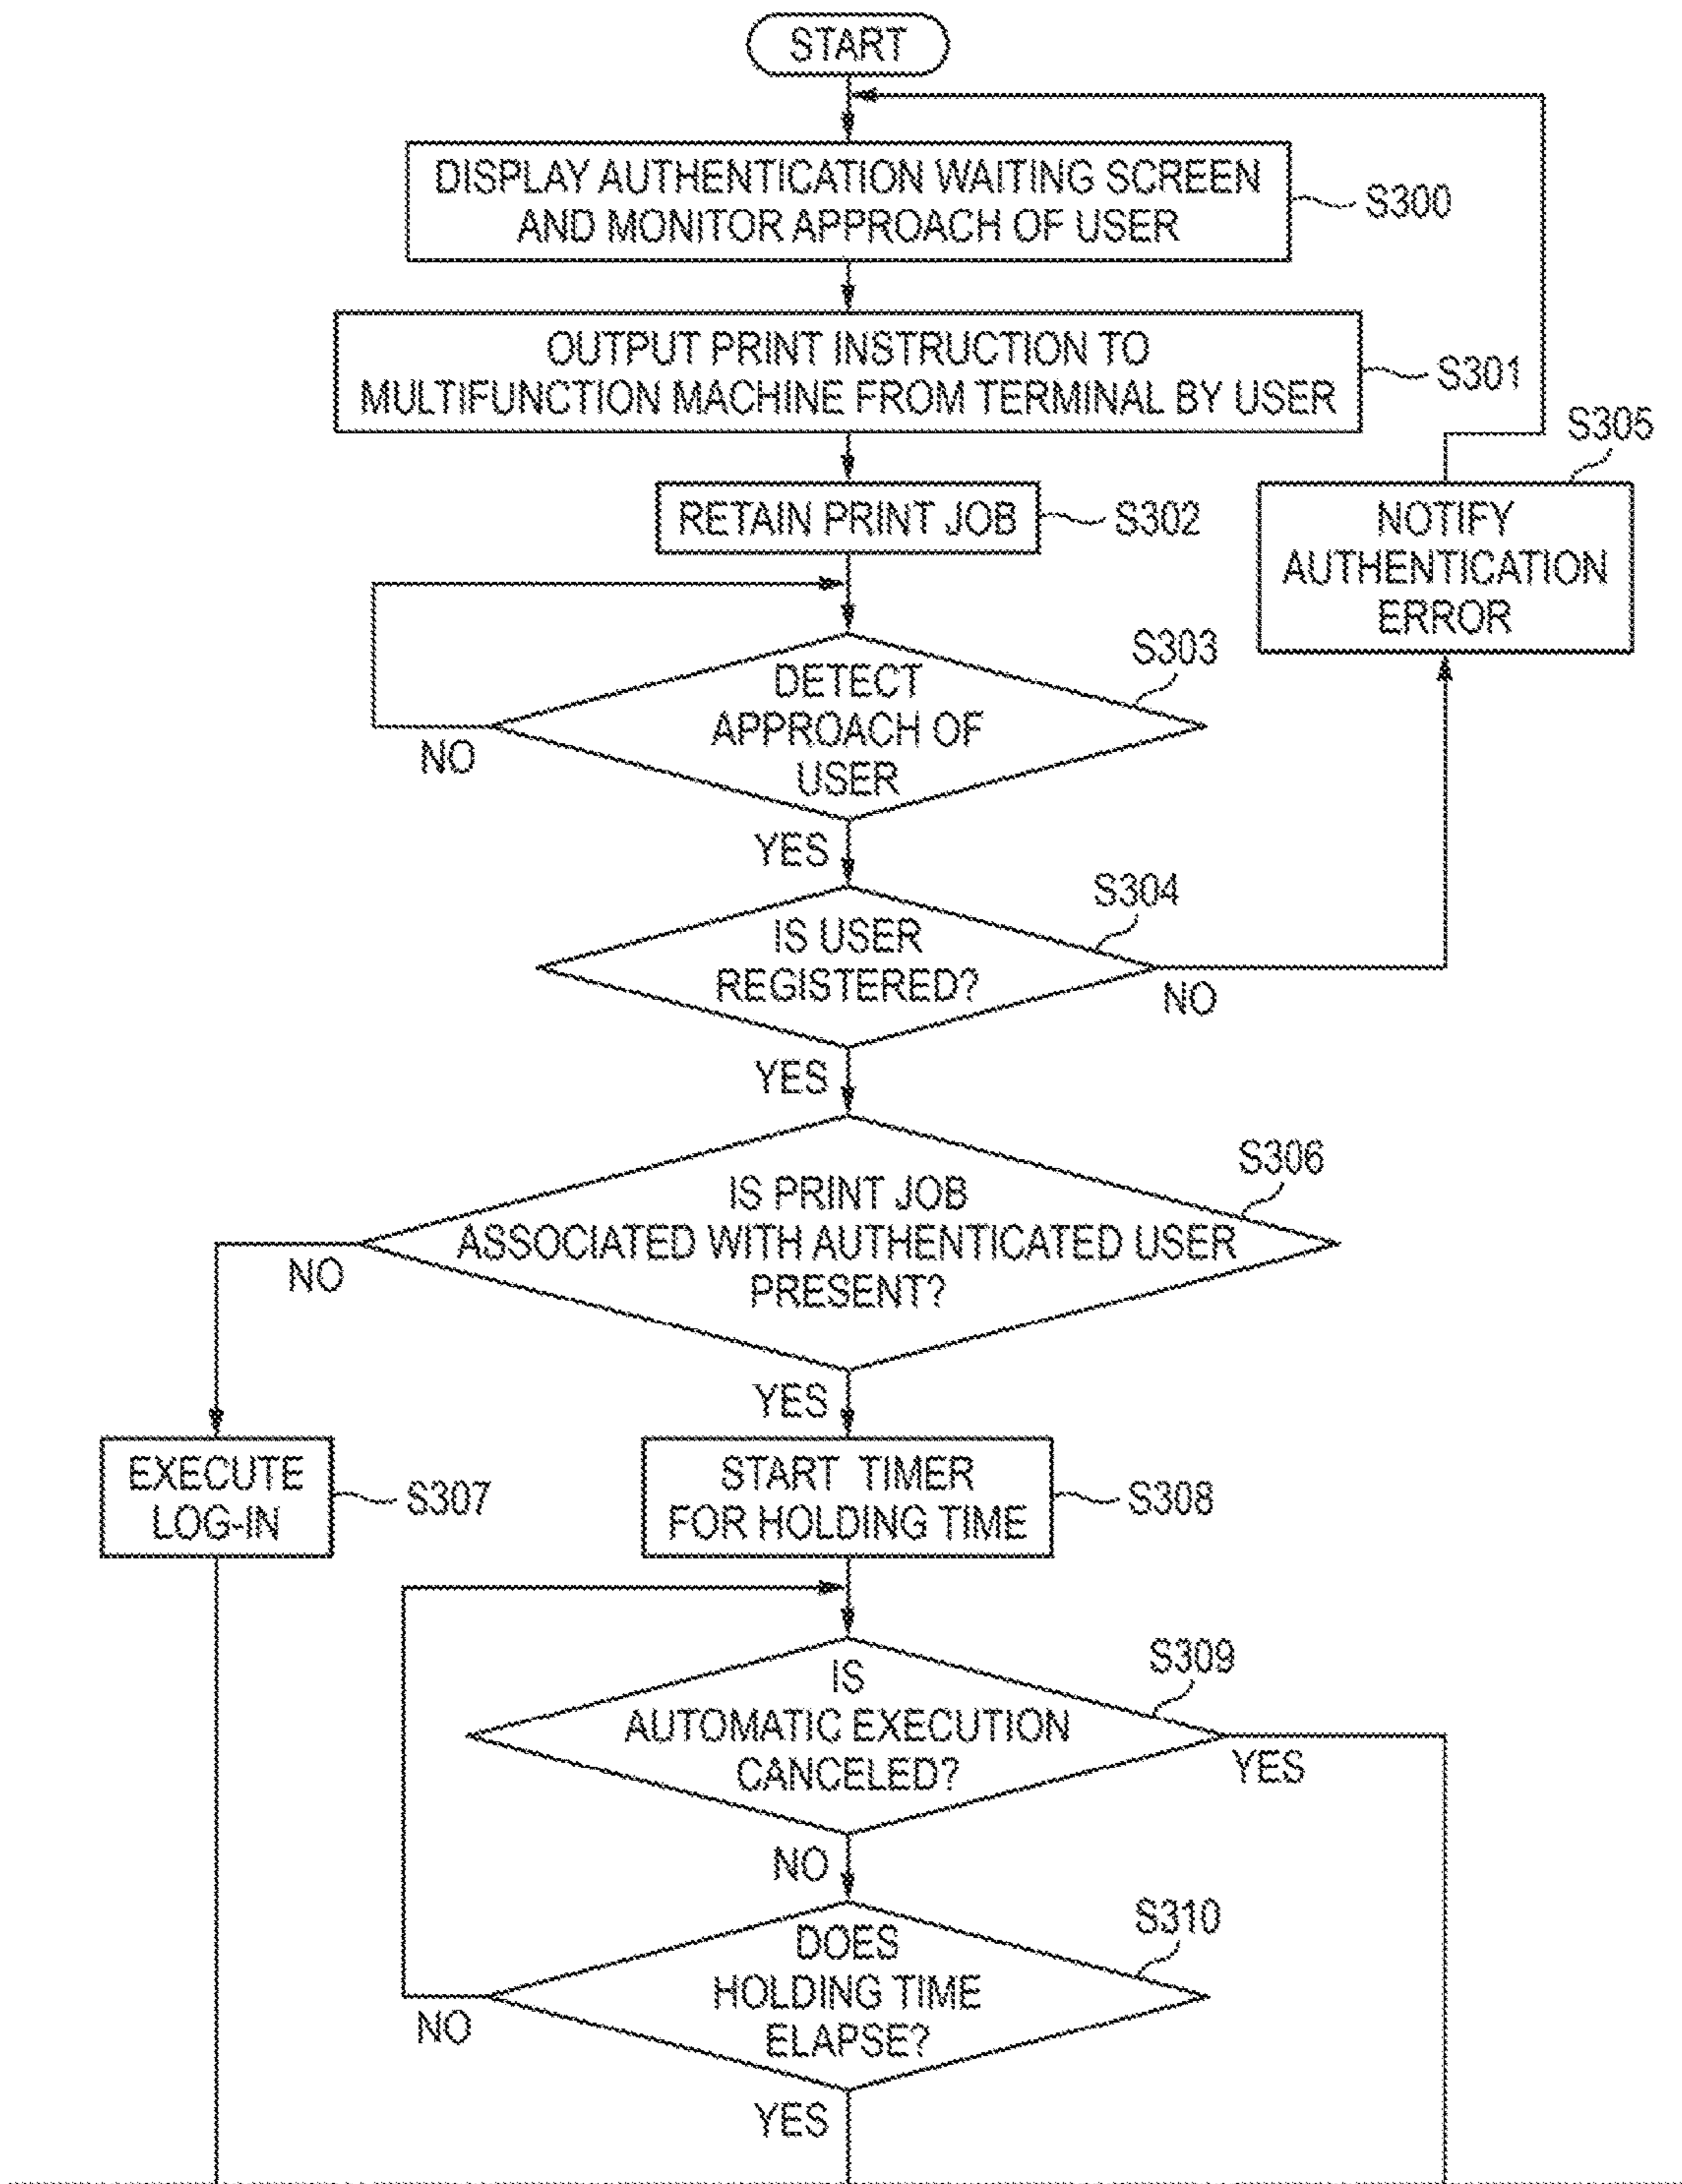 START
DISPLAY AUTHENTICATION WAITING SCREEN
AND MONITOR APPROACH OF USER
S300
OUTPUT PRINT INSTRUCTION TO
MULTIFUNCTION MACHINE FROM TERMINAL BY USER
S301
S305
RETAIN PRINT JOB
S302
NOTIFY
AUTHENTICATION
ERROR
S303
DETECT
APPROACH OF
USER
NO
YES
S304
IS USER
REGISTERED?
NO
YES
S306
IS PRINT JOB
ASSOCIATED WITH AUTHENTICATED USER
PRESENT?
NO
YES
EXECUTE
LOG-IN
S307
START TIMER
FOR HOLDING TIME
S308
S309
IS
AUTOMATIC EXECUTION
CANCELED?
YES
NO
S310
DOES
HOLDING TIME
ELAPSE?
NO
YES